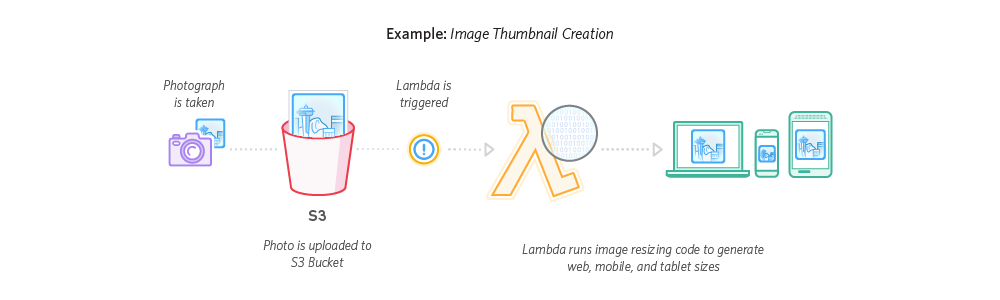 Example: Image Thumbnail Creation
Photograph
is taken
Lambda is
triggered
S3
Photo is uploaded to
S3 Bucket
Lambda runs image resizing code to generate
web, mobile, and tablet sizes